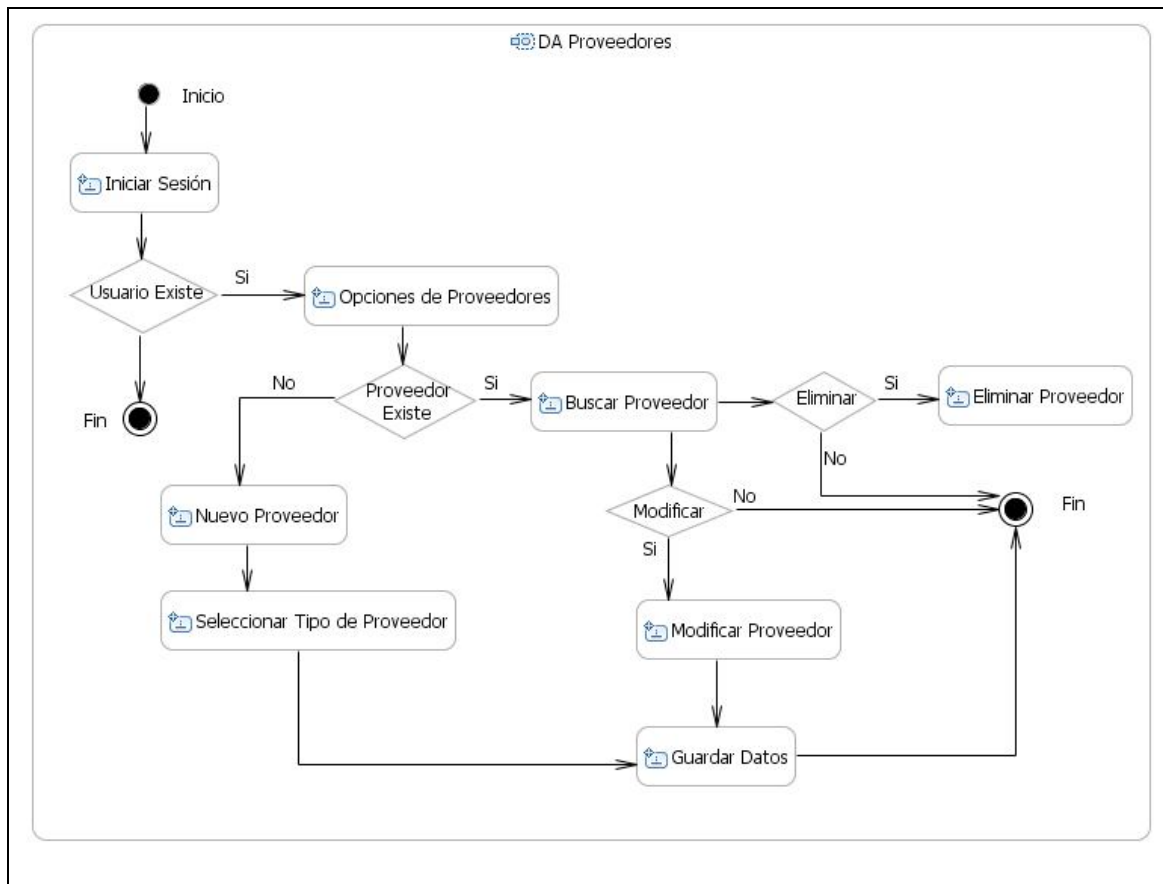 DA Proveedores
Inicio
Iniciar Sesión
Usuario Existe
Si
Opciones de Proveedores
Fin
No
Proveedor
Existe
Si
Buscar Proveedor
Eliminar
Si
Eliminar Proveedor
No
Nuevo Proveedor
Modificar
No
Fin
Si
Seleccionar Tipo de Proveedor
Modificar Proveedor
Guardar Datos